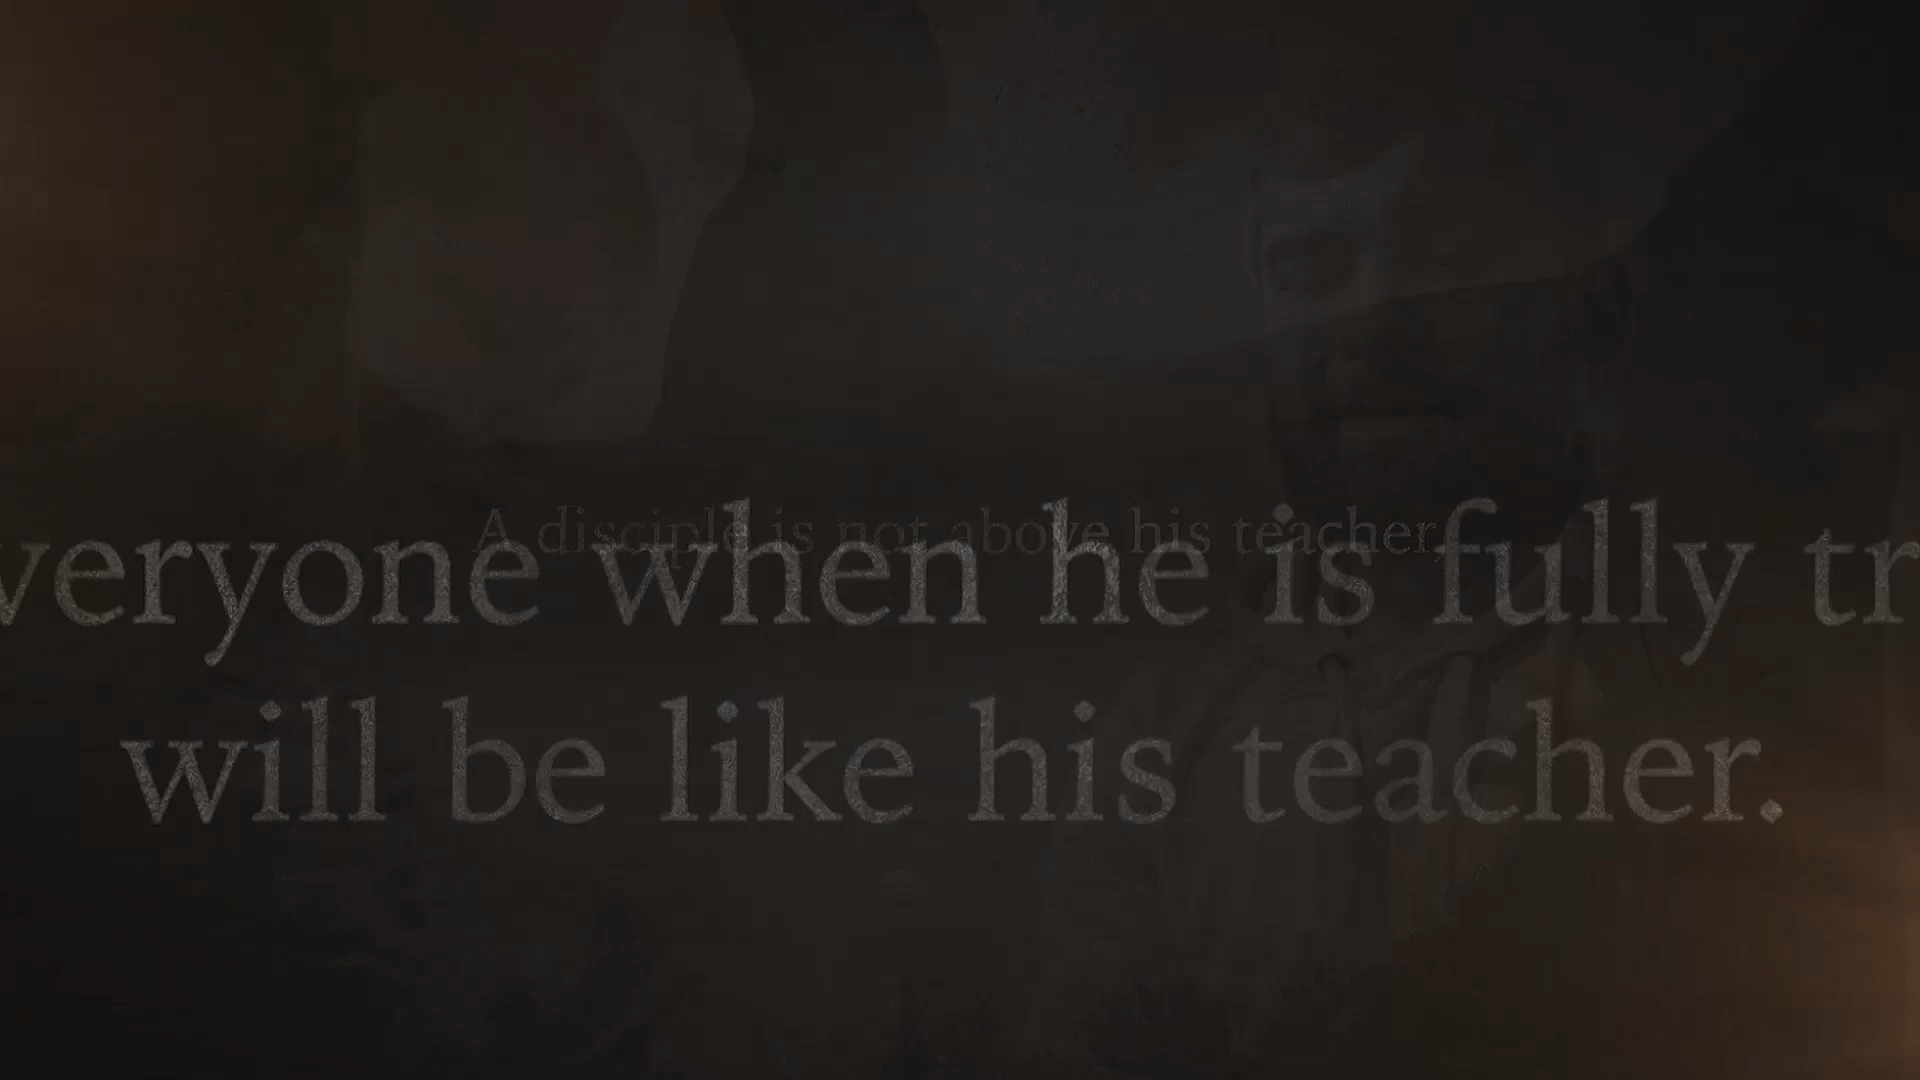 A disciple is not above his teacher,
veryone when he is fully tr
will be like his teacher.